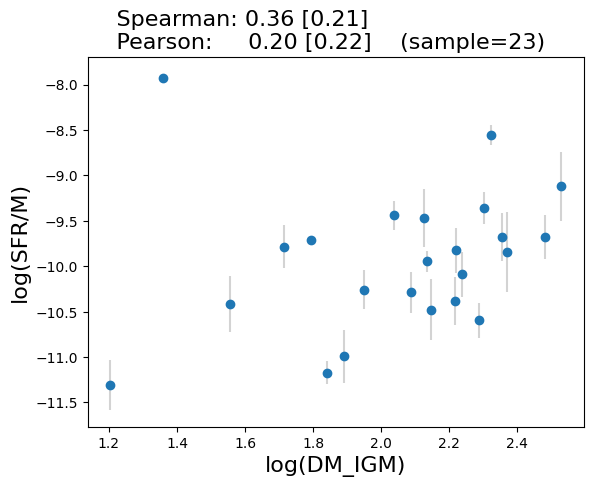 Spearman: 0.36 [0.21]
Pearson: 0.20 [0.22] (sample=23)
−8.0
−8.5
−9.0
−9.5
−10.0
−10.5
−11.0
−11.5
log(SFR/M)
1.2 1.4 1.6 1.8 2.0 2.2 2.4
log(DM_IGM)